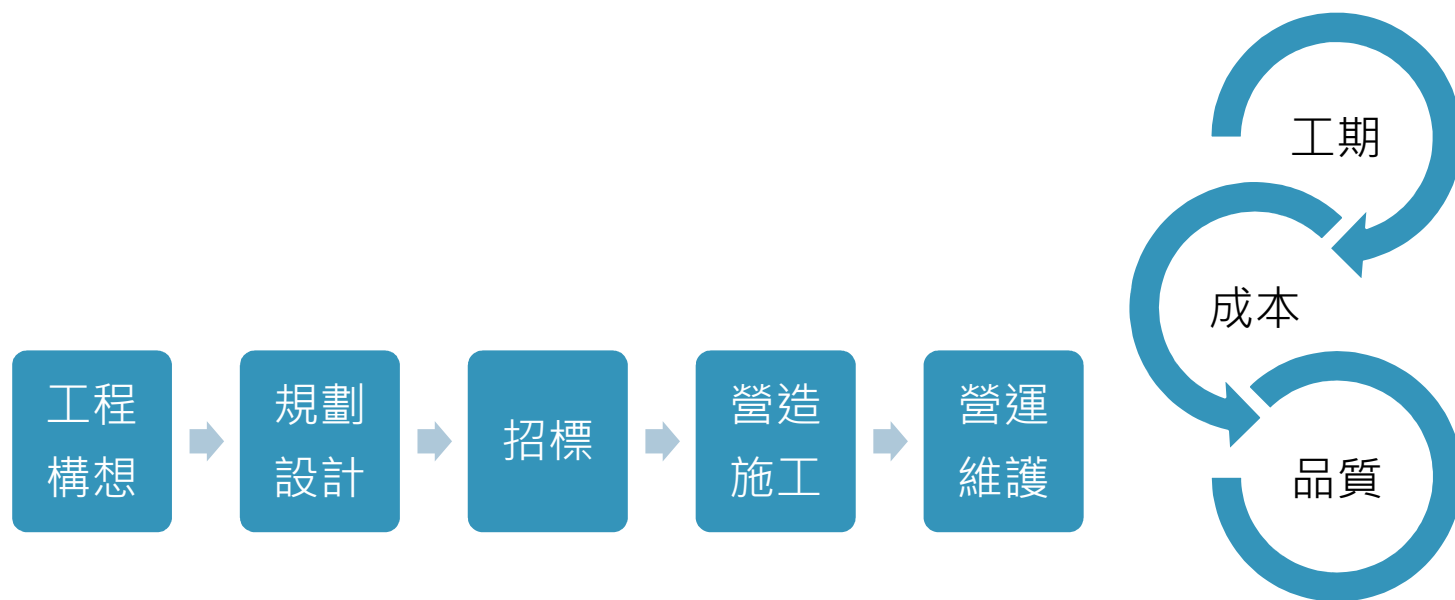 工程
構想
規劃
設計
招標
營造
施工
營運
維護
工期
成本
品質